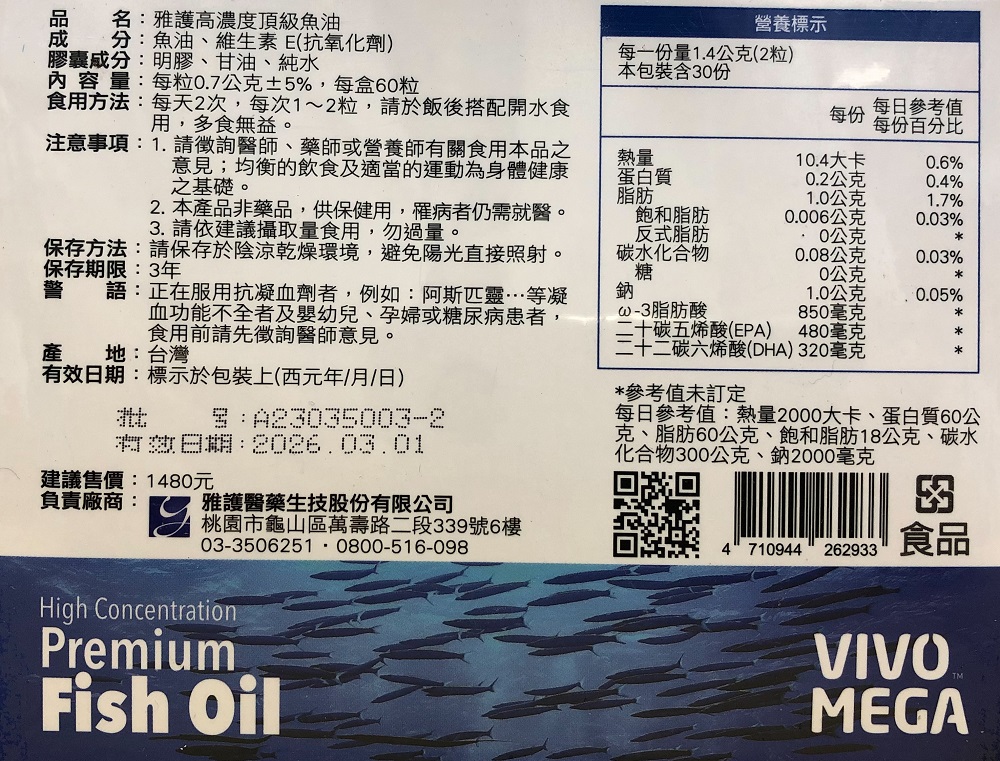 品 名：雅護高濃度頂級魚油
成 分：魚油、維生素 E(抗氧化劑)
膠囊成分：明膠、甘油、純水
內 容 量：每粒0.7公克±5%，每盒60粒
食用方法：每天2次，每次1～2粒，請於飯後搭配開水食
用，多食無益。
注意事項：1. 請徵詢醫師、藥師或營養師有關食用本品之
意見；均衡的飲食及適當的運動為身體健康
之基礎。
2. 本產品非藥品，供保健用，罹病者仍需就醫。
3. 請依建議攝取量食用，勿過量。
保存方法：請保存於陰涼乾燥環境，避免陽光直接照射。
保存期限：3年
警 語：正在服用抗凝血劑者，例如：阿斯匹靈…等凝
血功能不全者及嬰幼兒、孕婦或糖尿病患者，
食用前請先徵詢醫師意見。
產 地：台灣
有效日期：標示於包裝上(西元年/月/日)
批 號：A23035003-2
有效日期：2026.03.01
建議售價：1480元
負責廠商：
雅護醫藥生技股份有限公司
桃園市龜山區萬壽路二段339號6樓
03-3506251・0800-516-098
營養標示
每一份量1.4公克(2粒)
本包裝含30份
每份 每日參考值
每份百分比
熱量 10.4大卡 0.6%
蛋白質 0.2公克 0.4%
脂肪 1.0公克 1.7%
飽和脂肪 0.006公克 0.03%
反式脂肪 0公克 *
碳水化合物 0.08公克 0.03%
糖 0公克 *
鈉 1.0公克 0.05%
ω-3脂肪酸 850毫克 *
二十碳五烯酸(EPA) 480毫克 *
二十二碳六烯酸(DHA) 320毫克 *
*參考值未訂定
每日參考值：熱量2000大卡、蛋白質60公
克、脂肪60公克、飽和脂肪18公克、碳水
化合物300公克、鈉2000毫克
4 710944 262933
食品
High Concentration
Premium
Fish Oil
VIVO™
MEGA